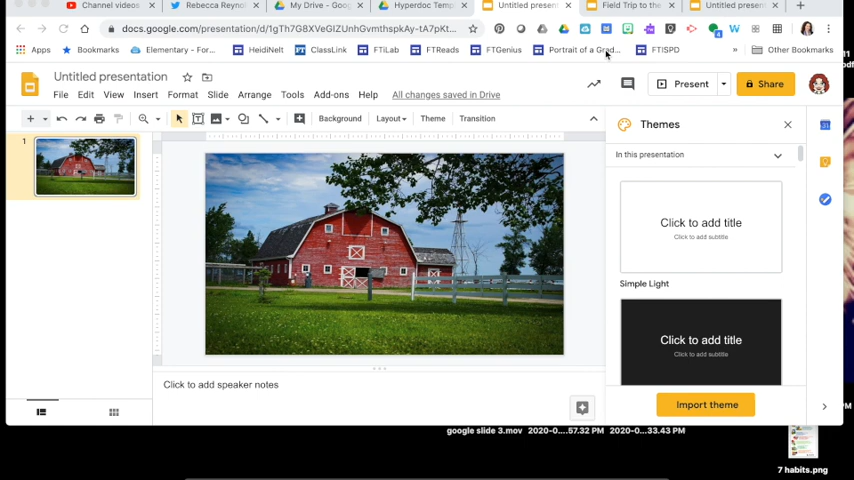 Channel videos
Rebecca Reyno
My Drive - Goog
Hyperdoc Temp
Untitled present
Field Trip to the
Untitled present
docs.google.com/presentation/d/1gTh7G8XVeGIZUnhGvmthspkAy-tA7pKt...
Apps
Bookmarks
Elementary - For...
HeidiNelt
ClassLink
FTiLab
FTReads
FTGenius
Portrait of a Grad...
FTISPD
»
Other Bookmarks
Untitled presentation
File Edit View Insert Format Slide Arrange Tools Add-ons Help All changes saved in Drive
Present
Share
Background Layout Theme Transition
Themes
In this presentation
1
Click to add title
Click to add subtitle
Simple Light
Click to add title
Click to add subtitle
Click to add speaker notes
Import theme
google slide 3.mov 2020-0....57.32 PM 2020-0...33.43 PM
7 habits.png